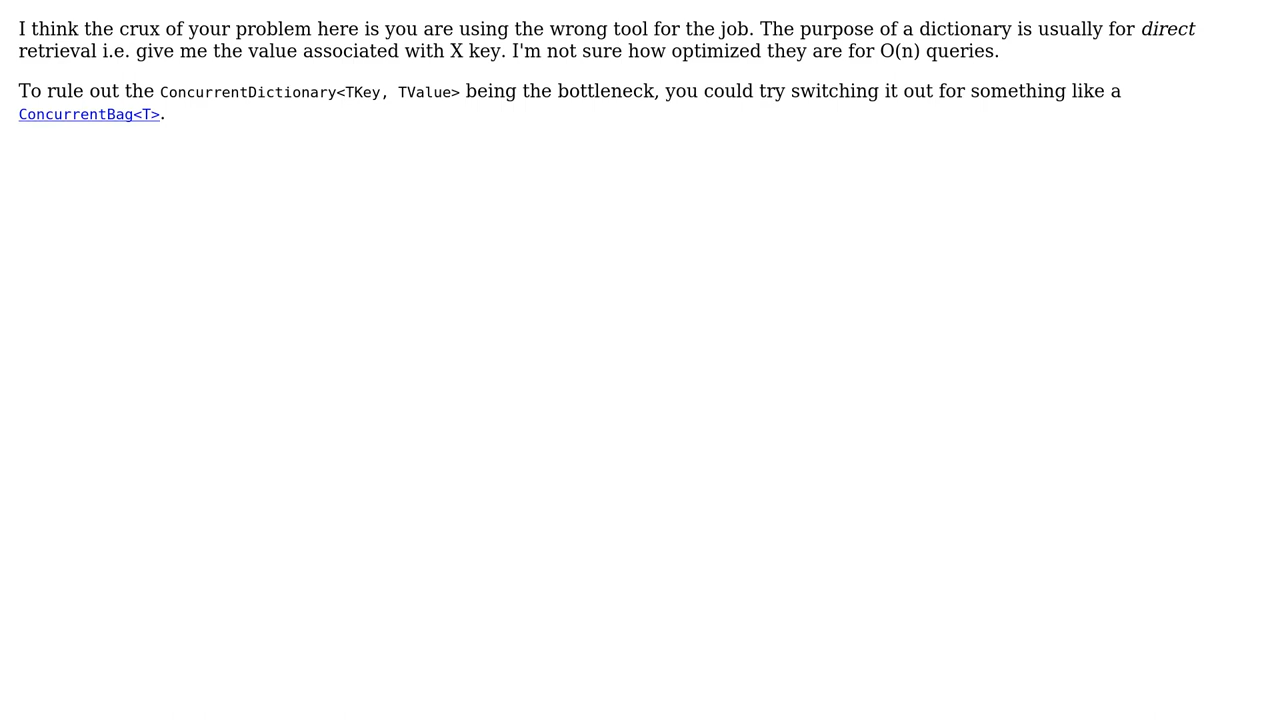 I think the crux of your problem here is you are using the wrong tool for the job. The purpose of a dictionary is usually for direct
retrieval i.e. give me the value associated with X key. I'm not sure how optimized they are for O(n) queries.
To rule out the ConcurrentDictionary<TKey, TValue> being the bottleneck, you could try switching it out for something like a
ConcurrentBag<T>.